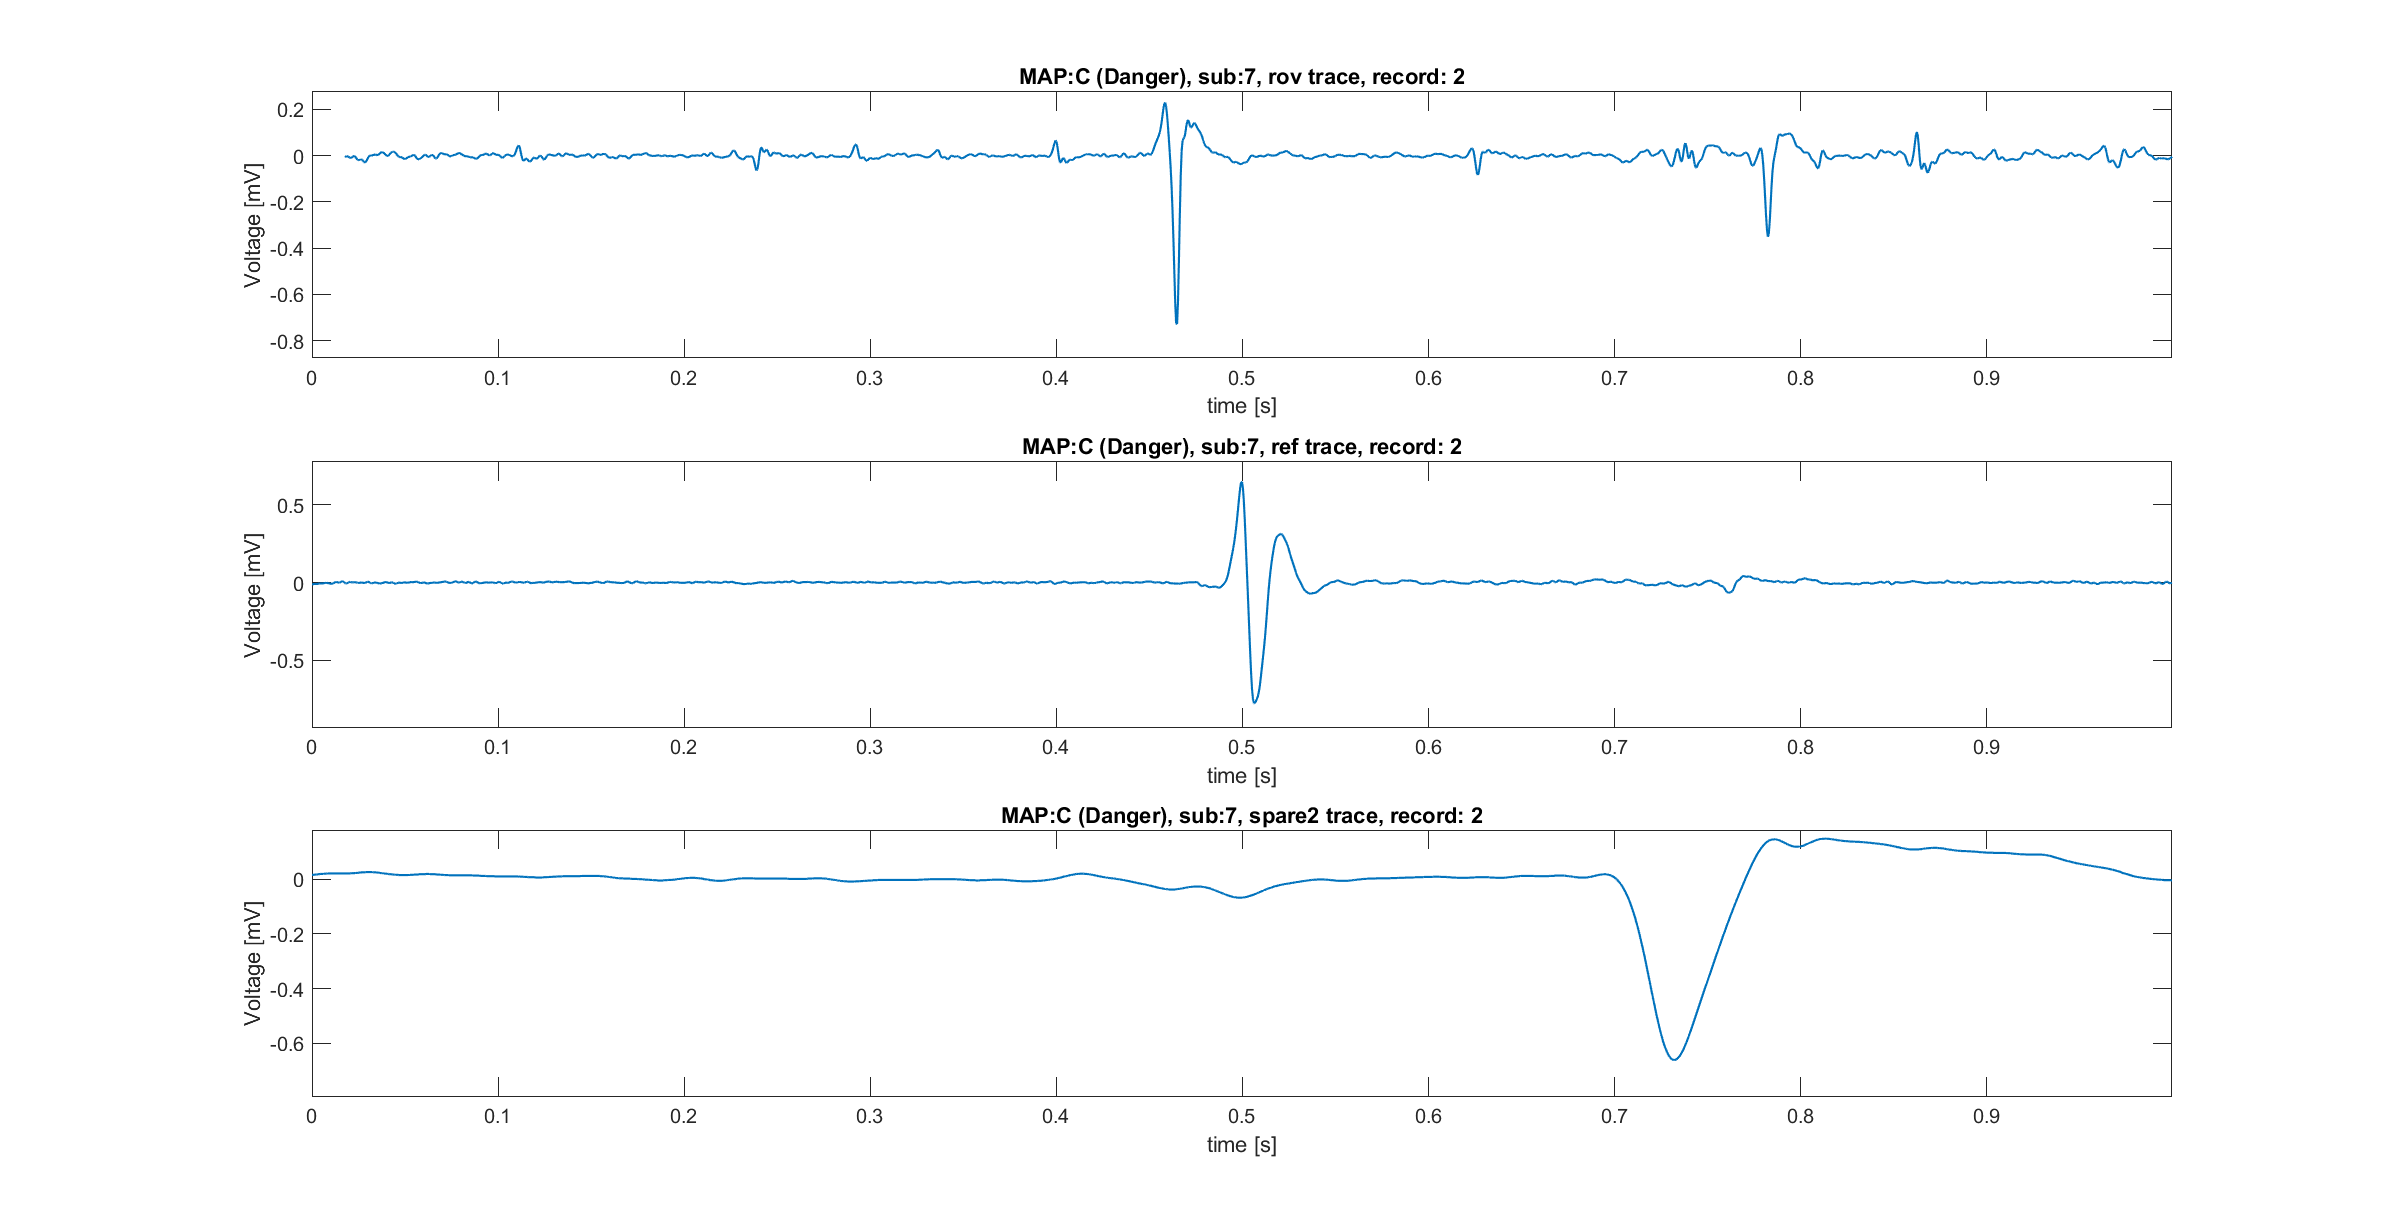 MAP:C (Danger), sub:7, rov trace, record: 2
0.2
0
-0.2
-0.4
-0.6
-0.8
Voltage [mV]
0 0.1 0.2 0.3 0.4 0.5 0.6 0.7 0.8 0.9
time [s]
MAP:C (Danger), sub:7, ref trace, record: 2
0.5
0
-0.5
Voltage [mV]
0 0.1 0.2 0.3 0.4 0.5 0.6 0.7 0.8 0.9
time [s]
MAP:C (Danger), sub:7, spare2 trace, record: 2
0
-0.2
-0.4
-0.6
Voltage [mV]
0 0.1 0.2 0.3 0.4 0.5 0.6 0.7 0.8 0.9
time [s]